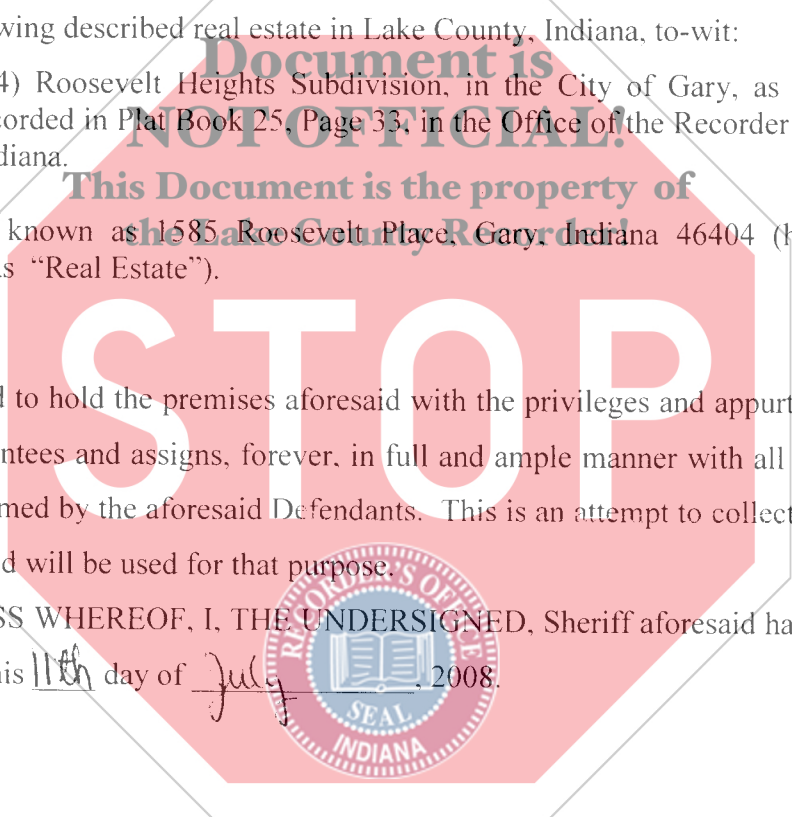 wing described real estate in Lake County, Indiana, to-wit:
Document is
4) Roosevelt Heights Subdivision, in the City of Gary, as
NOT OFFICIAL!
corded in Plat Book 25, Page 33, in the Office of the Recorder
diana.
This Document is the property of
the Lake County Recorder!
known as 1585 Roosevelt Place, Gary, Indiana 46404 (h
as “Real Estate”).
STOP
d to hold the premises aforesaid with the privileges and appurt
ntees and assigns, forever, in full and ample manner with all
med by the aforesaid Defendants. This is an attempt to collect
d will be used for that purpose.
RECORDER'S OFFICE
SS WHEREOF, I, THE UNDERSIGNED, Sheriff aforesaid ha
his 11th day of July, 2008.
SEAL
INDIANA